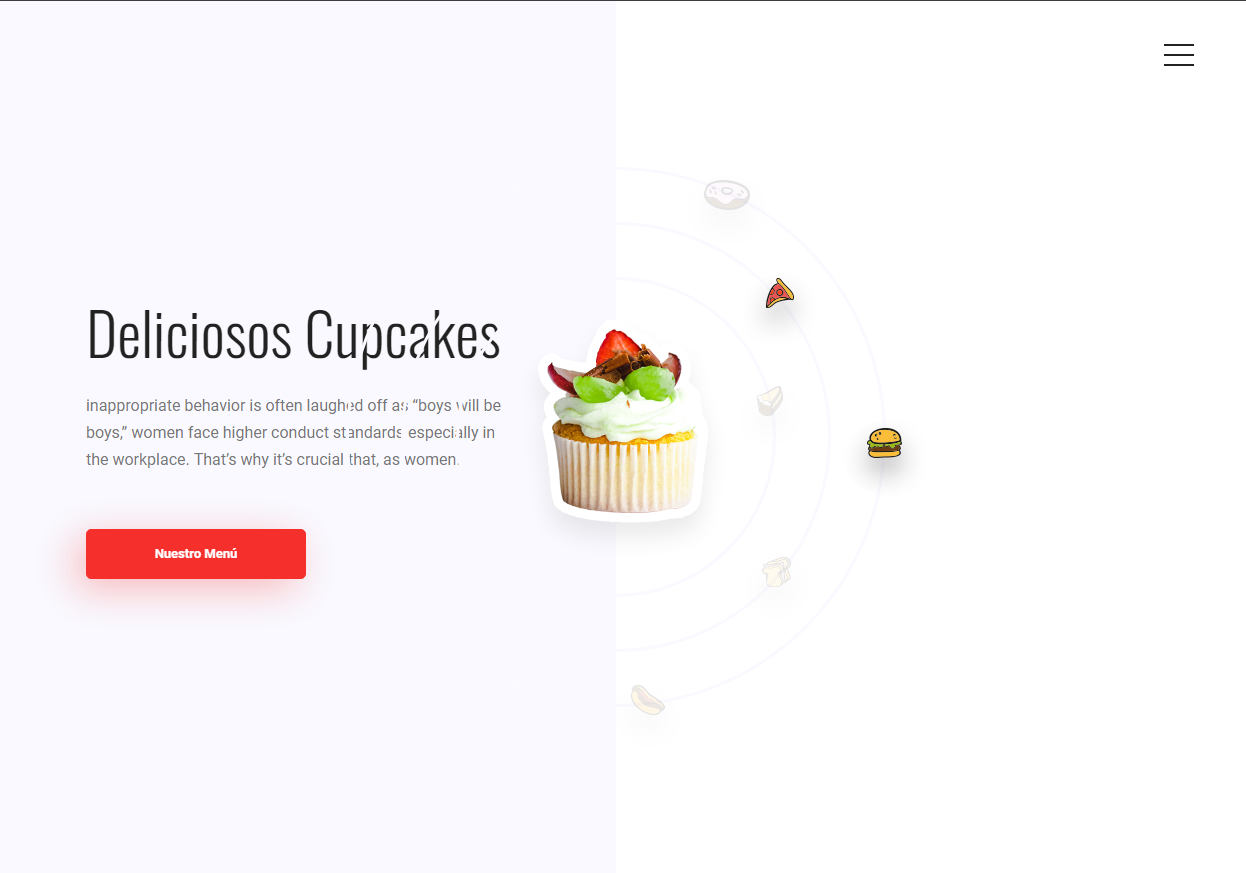 Deliciosos Cupcakes
inappropriate behavior is often laughed off as “boys will be
boys,” women face higher conduct standards especially in
the workplace. That’s why it’s crucial that, as women.
Nuestro Menú